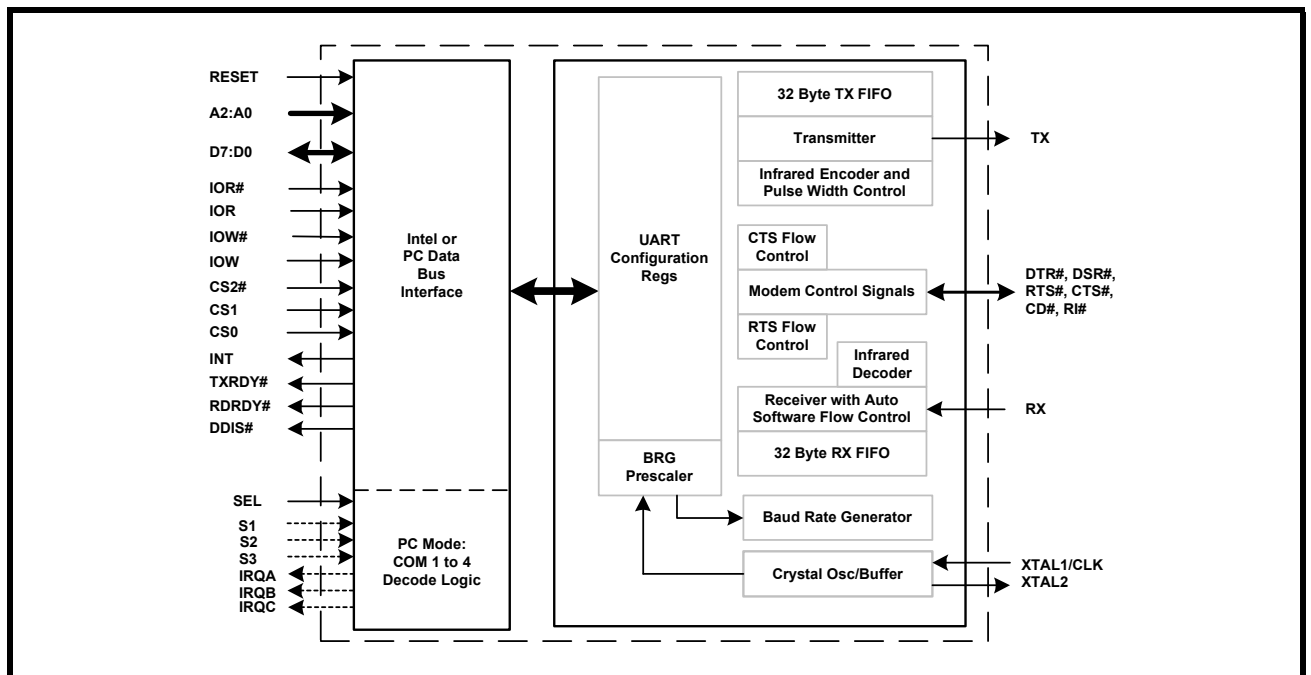 RESET
A2:A0
D7:D0
IOR#
IOR
IOW#
IOW
CS2#
CS1
CS0
INT
TXRDY#
RDRDY#
DDIS#
SEL
S1
S2
S3
IRQA
IRQB
IRQC
Intel or
PC Data
Bus
Interface
PC Mode:
COM 1 to 4
Decode Logic
UART
Configuration
Regs
BRG
Prescaler
32 Byte TX FIFO
Transmitter
Infrared Encoder and
Pulse Width Control
CTS Flow
Control
Modem Control Signals
RTS Flow
Control
Infrared
Decoder
Receiver with Auto
Software Flow Control
32 Byte RX FIFO
Baud Rate Generator
Crystal Osc/Buffer
TX
DTR#, DSR#,
RTS#, CTS#,
CD#, RI#
RX
XTAL1/CLK
XTAL2